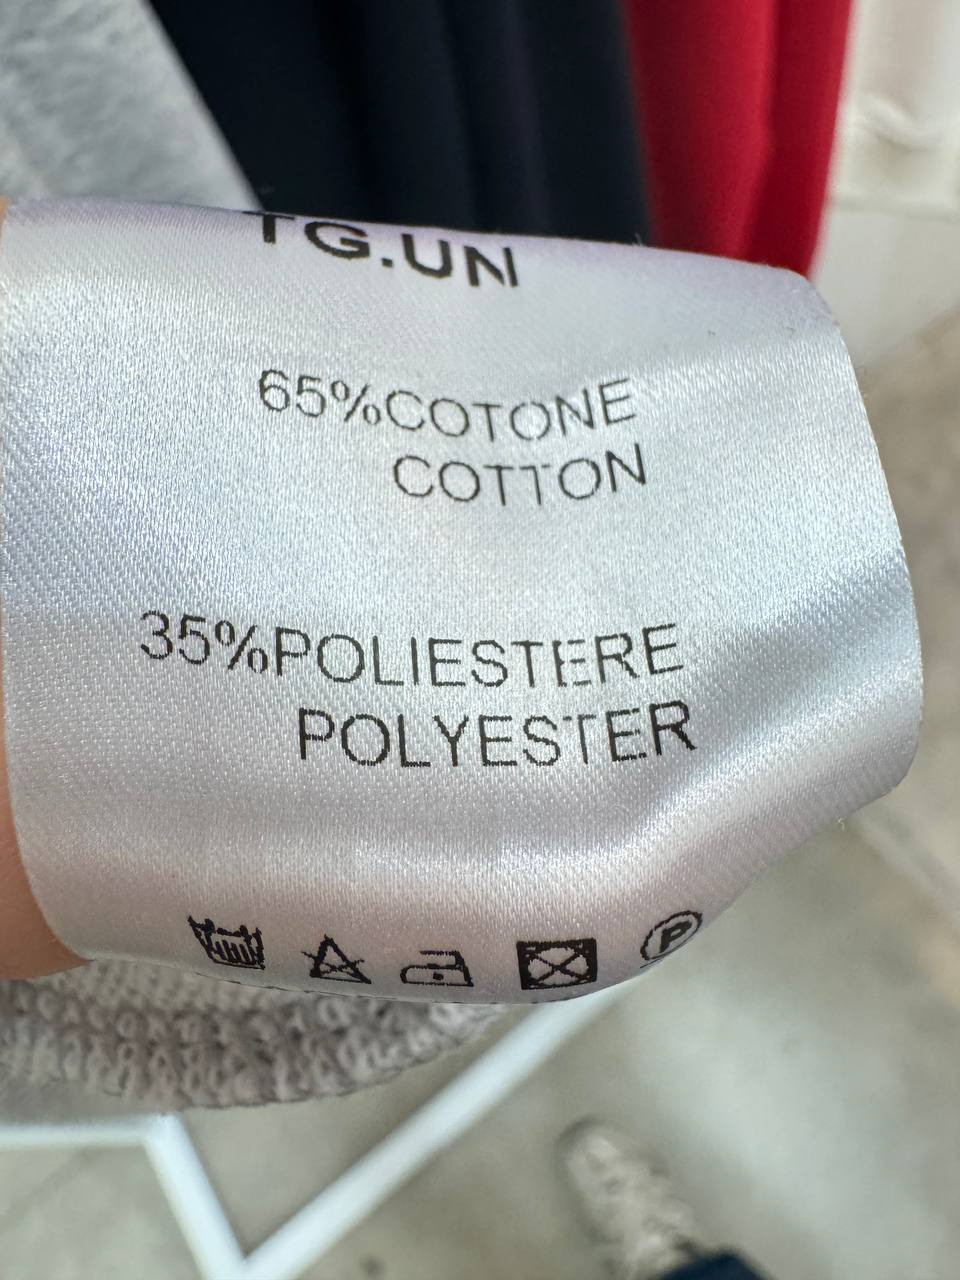 TG.UN
65%COTONE
COTTON
35%POLIESTERE
POLYESTER
P